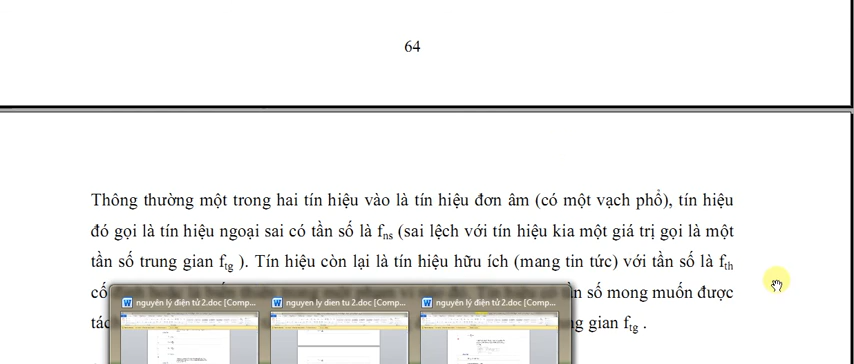 64
Thông thường một trong hai tín hiệu vào là tín hiệu đơn âm (có một vạch phổ), tín hiệu
đó gọi là tín hiệu ngoại sai có tần số là fns (sai lệch với tín hiệu kia một giá trị gọi là một
tần số trung gian ftg ). Tín hiệu còn lại là tín hiệu hữu ích (mang tin tức) với tần số là fth
cố tần số mong muốn được
nguyên lý điện tử 2.doc [Comp... nguyen ly dien tu 2.doc [Comp... nguyên lý điện tử 2.doc [Comp...
gian ftg .